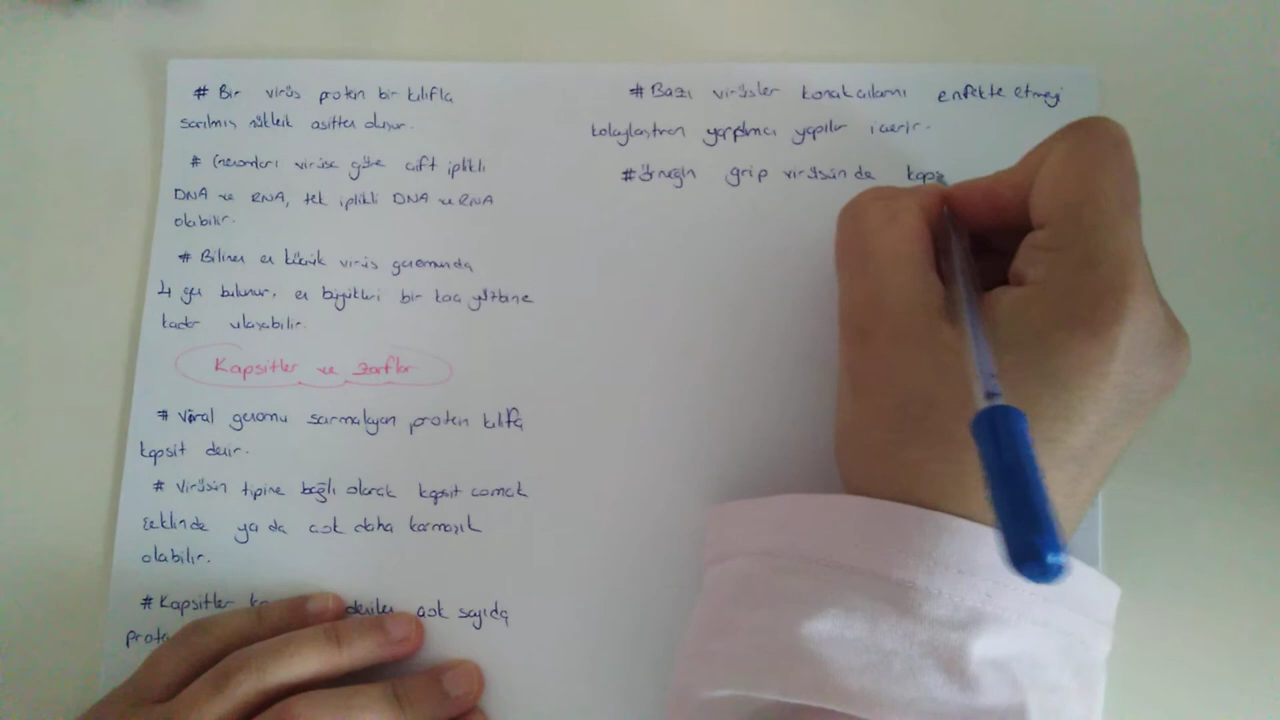 # Bir virüs protein bir kılıfla
sarılmış nükleik asitten oluşur.
# Genomları virüse göre çift iplikli
DNA ve RNA, tek iplikli DNA ve RNA
olabilir.
# Bilinen en küçük virüs genomunda
4 gen bulunur, en büyükleri bir kaç yüzbine
kadar ulaşabilir.
Kapsitler ve zarflar
# Viral genomu sarmalayan protein kılıfa
kapsit denir.
# Virüsün tipine bağlı olarak kapsit çomak
şeklinde ya da çok daha karmaşık
olabilir.
# Kapsitler denilen çok sayıda
# Bazı virüsler konakçılarını enfekte etmeyi
kolaylaştıran yardımcı yapılar içerir.
# Örneğin grip virüsünde kaps